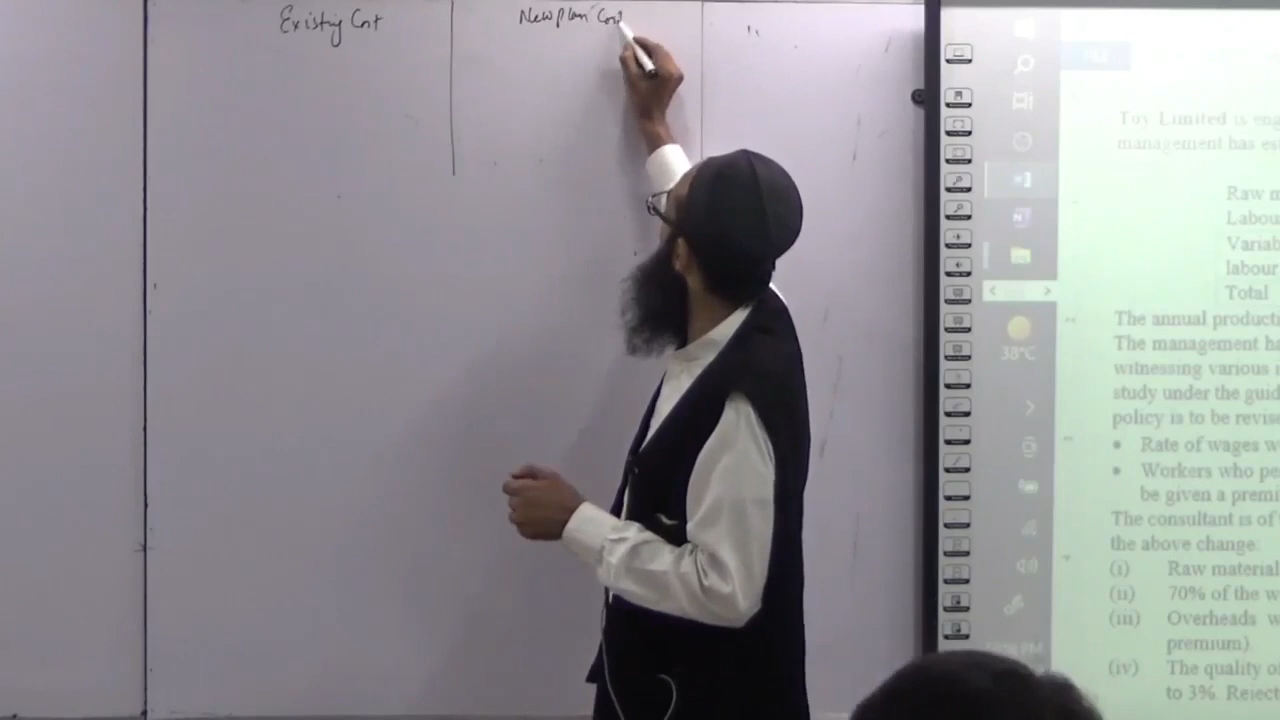 Existing Cost
New plan Cost
Toy Limited is eng
management has est
Raw m
Labou
Variab
labour
Total
The annual producti
The management ha
witnessing various i
study under the guid
policy is to be revise
• Rate of wages w
• Workers who pe
be given a premi
The consultant is of
the above change
(i) Raw material
(ii) 70% of the w
(iii) Overheads w
premium)
(iv) The quality o
to 3%. Reject
38°C